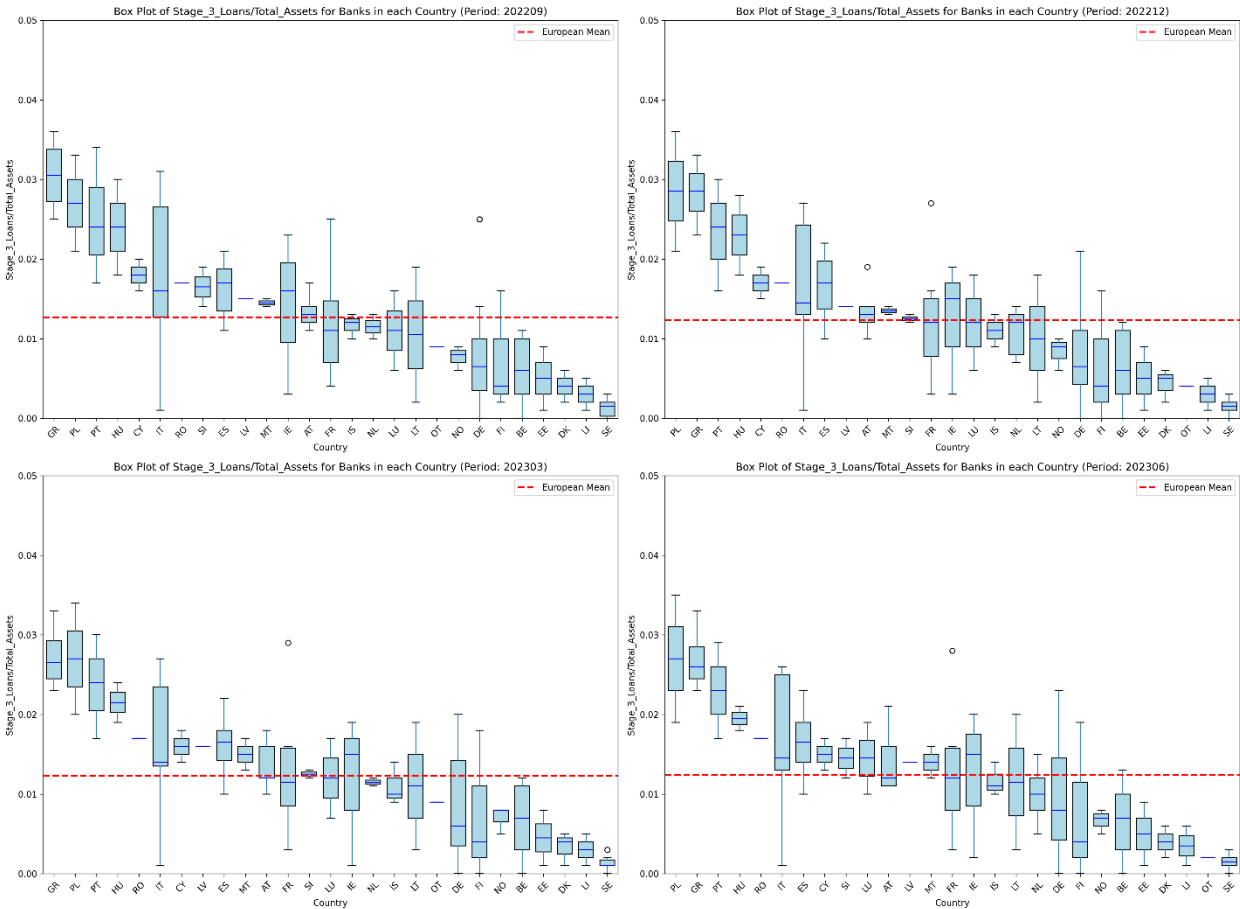 Box Plot of Stage_3_Loans/Total_Assets for Banks in each Country (Period: 202209)
European Mean
Stage_3_Loans/Total_Assets
0.05
0.04
0.03
0.02
0.01
0.00
GR PL PT HU CY IT RO SI ES LV MT IE AT FR IS NL LU LT OT NO DE FI BE EE DK LI SE
Country
Box Plot of Stage_3_Loans/Total_Assets for Banks in each Country (Period: 202212)
European Mean
Stage_3_Loans/Total_Assets
0.05
0.04
0.03
0.02
0.01
0.00
PL GR PT HU CY RO IT ES LV AT MT SI FR IE LU IS NL LT NO DE FI BE EE DK OT LI SE
Country
Box Plot of Stage_3_Loans/Total_Assets for Banks in each Country (Period: 202303)
European Mean
Stage_3_Loans/Total_Assets
0.05
0.04
0.03
0.02
0.01
0.00
GR PL PT HU RO IT CY LV ES MT AT FR SI LU IE NL IS LT OT DE FI NO BE EE DK LI SE
Country
Box Plot of Stage_3_Loans/Total_Assets for Banks in each Country (Period: 202306)
European Mean
Stage_3_Loans/Total_Assets
0.05
0.04
0.03
0.02
0.01
0.00
PL GR PT HU RO IT ES CY SI LU AT LV MT FR IE IS LT NL DE FI NO BE EE DK LI OT SE
Country